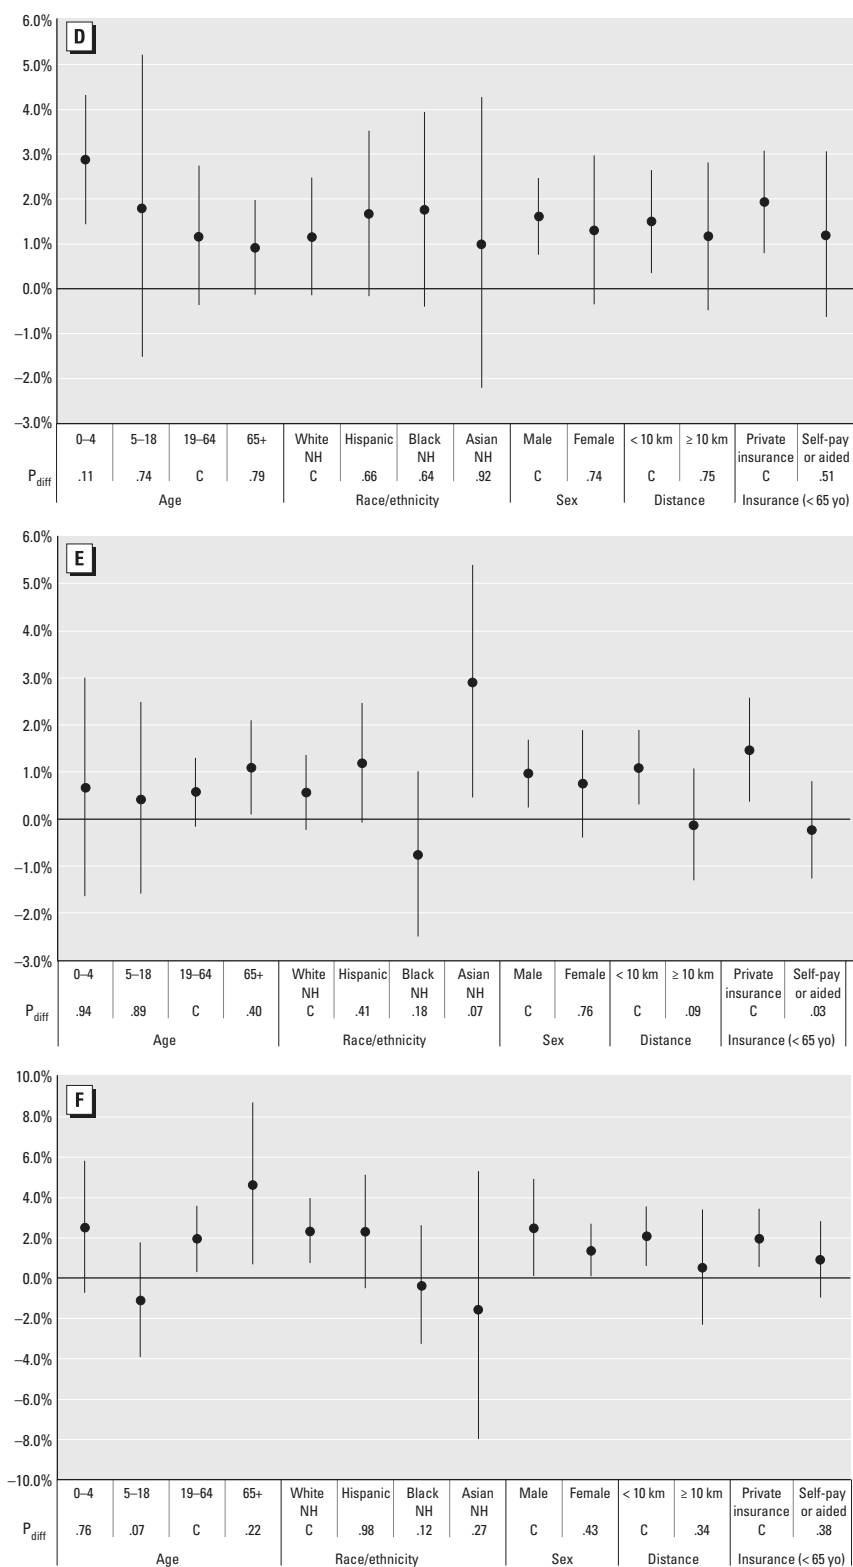 D
6.0%
5.0%
4.0%
3.0%
2.0%
1.0%
0.0%
–1.0%
–2.0%
–3.0%
0–4 5–18 19–64 65+ White NH Hispanic Black NH Asian NH Male Female < 10 km ≥ 10 km Private insurance Self-pay or aided
Pdiff .11 .74 C .79 C .66 .64 .92 C .74 C .75 C .51
Age Race/ethnicity Sex Distance Insurance (< 65 yo)
E
6.0%
5.0%
4.0%
3.0%
2.0%
1.0%
0.0%
–1.0%
–2.0%
–3.0%
0–4 5–18 19–64 65+ White NH Hispanic Black NH Asian NH Male Female < 10 km ≥ 10 km Private insurance Self-pay or aided
Pdiff .94 .89 C .40 C .41 .18 .07 C .76 C .09 C .03
Age Race/ethnicity Sex Distance Insurance (< 65 yo)
F
10.0%
8.0%
6.0%
4.0%
2.0%
0.0%
–2.0%
–4.0%
–6.0%
–8.0%
–10.0%
0–4 5–18 19–64 65+ White NH Hispanic Black NH Asian NH Male Female < 10 km ≥ 10 km Private insurance Self-pay or aided
Pdiff .76 .07 C .22 C .98 .12 .27 C .43 C .34 C .38
Age Race/ethnicity Sex Distance Insurance (< 65 yo)